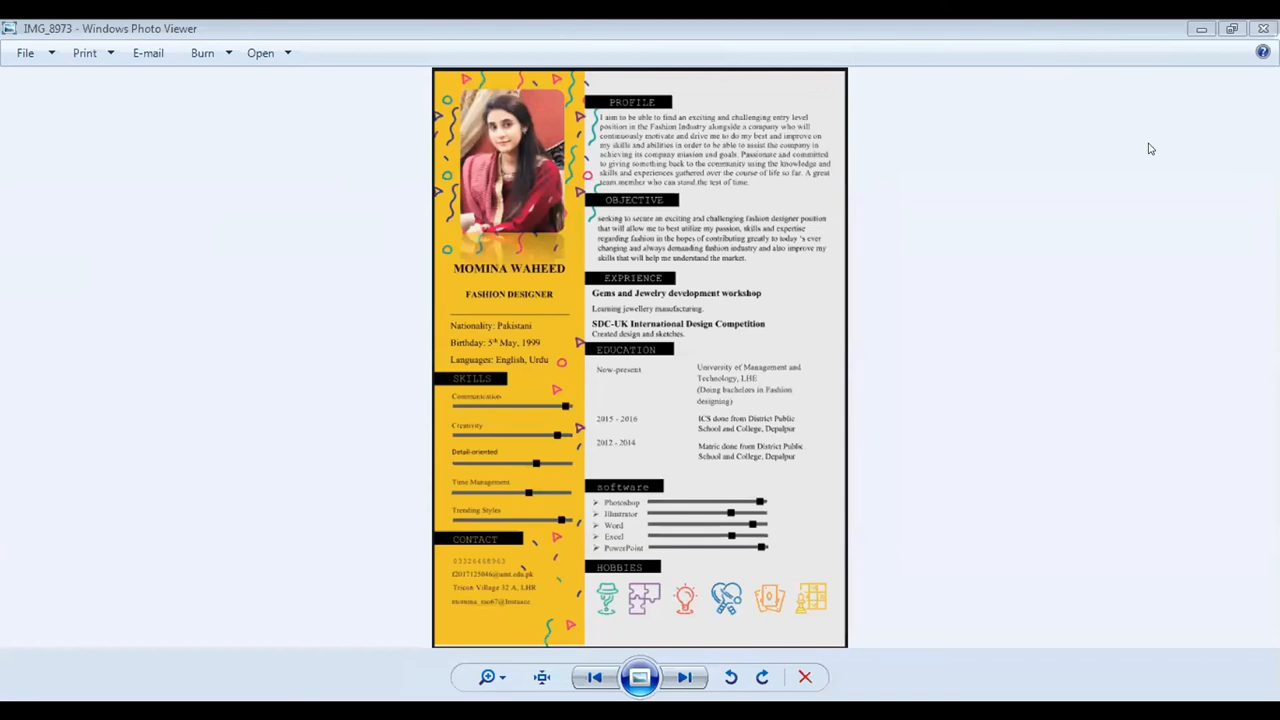 IMG_8973 - Windows Photo Viewer
File Print E-mail Burn Open
MOMINA WAHEED
FASHION DESIGNER
Nationality: Pakistani
Birthday: 5th May, 1999
Languages: English, Urdu
SKILLS
Communication
Creativity
Detail-oriented
Time Management
Trending Styles
CONTACT
03326468963
f2017125046@umt.edu.pk
Tricon Village 32 A, LHR
PROFILE
I aim to be able to find an exciting and challenging entry level
position in the Fashion Industry alongside a company who will
continuously motivate and drive me to do my best and improve on
my skills and abilities in order to be able to assist the company in
achieving its company mission and goals. Passionate and committed
to giving something back to the community using the knowledge and
skills and experiences gathered over the course of life so far. A great
team member who can stand the test of time.
OBJECTIVE
seeking to secure an exciting and challenging fashion designer position
that will allow me to best utilize my passion, skills and expertise
regarding fashion in the hopes of contributing greatly to today 's ever
changing and always demanding fashion industry and also improve my
skills that will help me understand the market.
EXPRIENCE
Gems and Jewelry development workshop
Learning jewellery manufacturing.
SDC-UK International Design Competition
Created design and sketches.
EDUCATION
Now-present University of Management and
Technology, LHE
(Doing bachelors in Fashion
designing)
2015 - 2016 ICS done from District Public
School and College, Depalpur
2012 - 2014 Matric done from District Public
School and College, Depalpur
software
Photoshop
Illustrator
Word
Excel
PowerPoint
HOBBIES